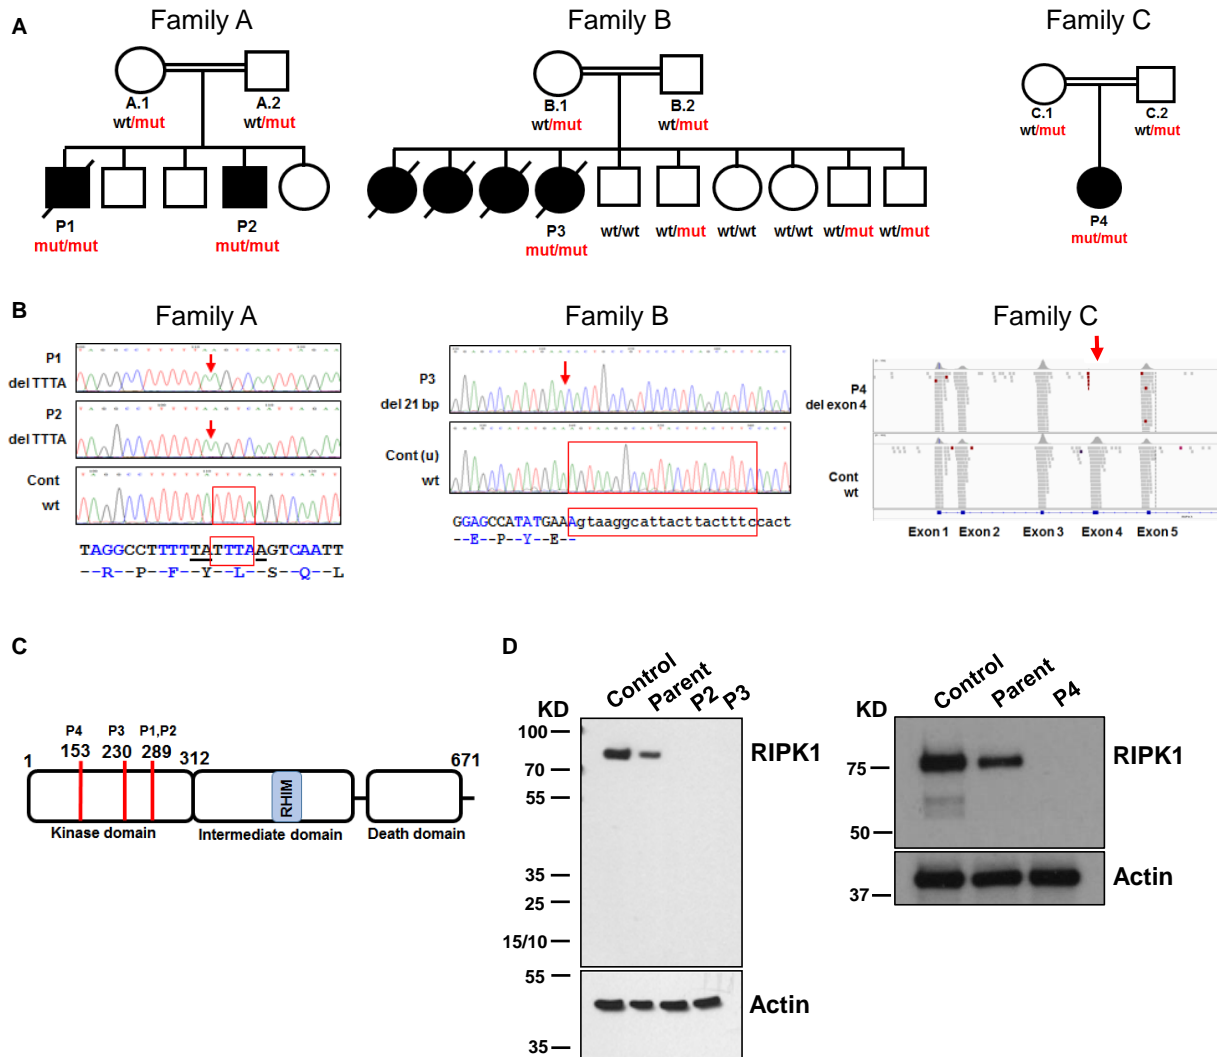 A
Family A
Family B
Family C
A.1
wt/mut
A.2
wt/mut
P1
mut/mut
P2
mut/mut
B.1
wt/mut
B.2
wt/mut
P3
mut/mut
wt/wt
wt/mut
wt/wt
wt/wt
wt/mut
wt/mut
C.1
wt/mut
C.2
wt/mut
P4
mut/mut
B
Family A
Family B
Family C
P1
del TTTA
P2
del TTTA
Cont
wt
TAGGCCTTTTTATTTAAGTCAATT
--R--P--F--Y--L--S--Q--L
P3
del 21 bp
Cont (u)
wt
GGAGCCATATGAAAgtaaggcattacttactttccact
--E--P--Y--E--
P4
del exon 4
Cont
wt
Exon 1
Exon 2
Exon 3
Exon 4
Exon 5
C
1
P4
153
P3
230
P1,P2
289
312
671
RHIM
Kinase domain
Intermediate domain
Death domain
D
Control
Parent
P2
P3
KD
100
70
55
35
25
15/10
55
35
RIPK1
Actin
Control
Parent
P4
KD
75
50
37
RIPK1
Actin